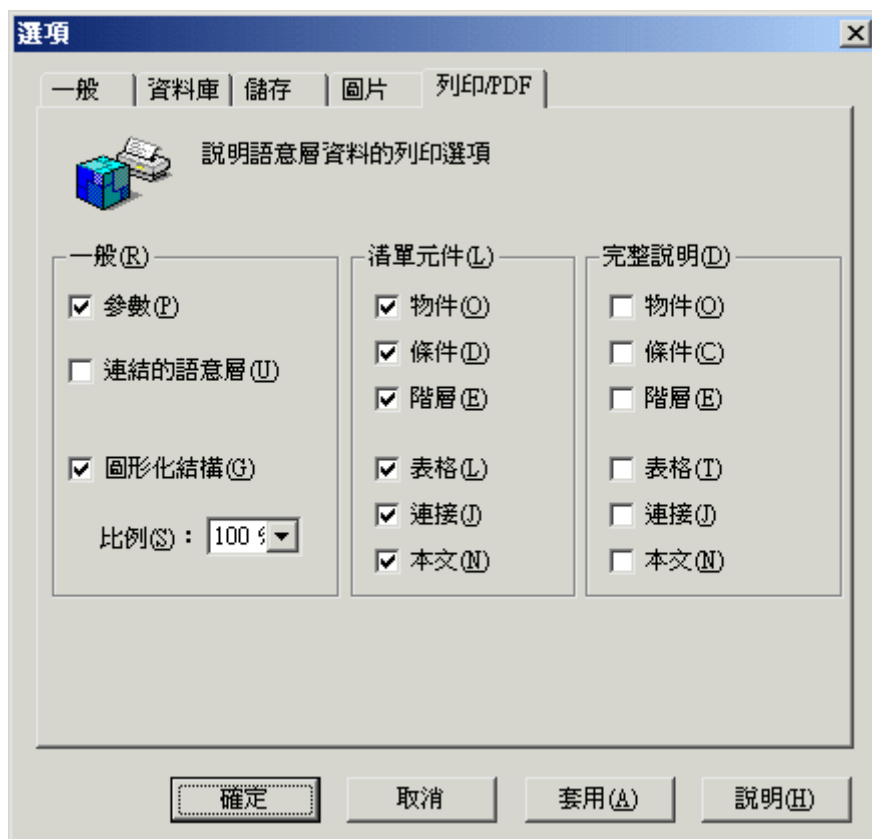 選項
一般 資料庫 儲存 圖片 列印/PDF
說明語意層資料的列印選項
一般(R)
參數(P)
連結的語意層(U)
圖形化結構(G)
比例(S)：100 %
清單元件(L)
物件(O)
條件(D)
階層(E)
表格(L)
連接(J)
本文(N)
完整說明(D)
物件(O)
條件(C)
階層(E)
表格(T)
連接(J)
本文(N)
確定 取消 套用(A) 說明(H)